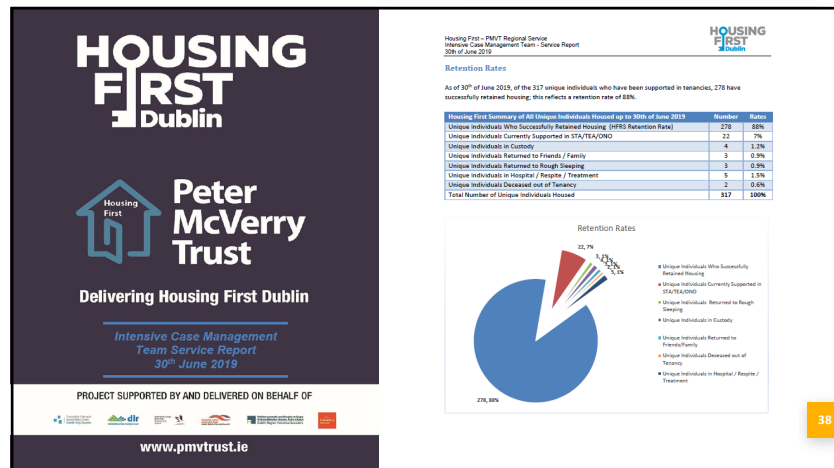 HOUSING
FIRST
Dublin
Housing
First
Peter
McVerry
Trust
Delivering Housing First Dublin
Intensive Case Management
Team Service Report
30th June 2019
PROJECT SUPPORTED BY AND DELIVERED ON BEHALF OF
dlr
www.pmvtrust.ie
Housing First – PMVT Regional Service
Intensive Case Management Team - Service Report
30th of June 2019
HOUSING
FIRST
Dublin
Retention Rates
As of 30th of June 2019, of the 317 unique individuals who have been supported in tenancies, 278 have
successfully retained housing; this reflects a retention rate of 88%.
Housing First Summary of All Unique Individuals Housed up to 30th of June 2019 Number Rates
Unique Individuals Who Successfully Retained Housing (HFRS Retention Rate) 278 88%
Unique Individuals Currently Supported in STA/TEA/ONO 22 7%
Unique Individuals in Custody 4 1.2%
Unique Individuals Returned to Friends / Family 3 0.9%
Unique Individuals Returned to Rough Sleeping 3 0.9%
Unique Individuals in Hospital / Respite / Treatment 5 1.5%
Unique Individuals Deceased out of Tenancy 2 0.6%
Total Number of Unique Individuals Housed 317 100%
Retention Rates
22, 7%
3, 1%
5, 1%
278, 88%
Unique Individuals Who Successfully
Retained Housing
Unique Individuals Currently Supported in
STA/TEA/ONO
Unique Individuals Returned to Rough
Sleeping
Unique Individuals in Custody
Unique Individuals Returned to
Friends/Family
Unique Individuals Deceased out of
Tenancy
Unique Individuals in Hospital / Respite /
Treatment
38